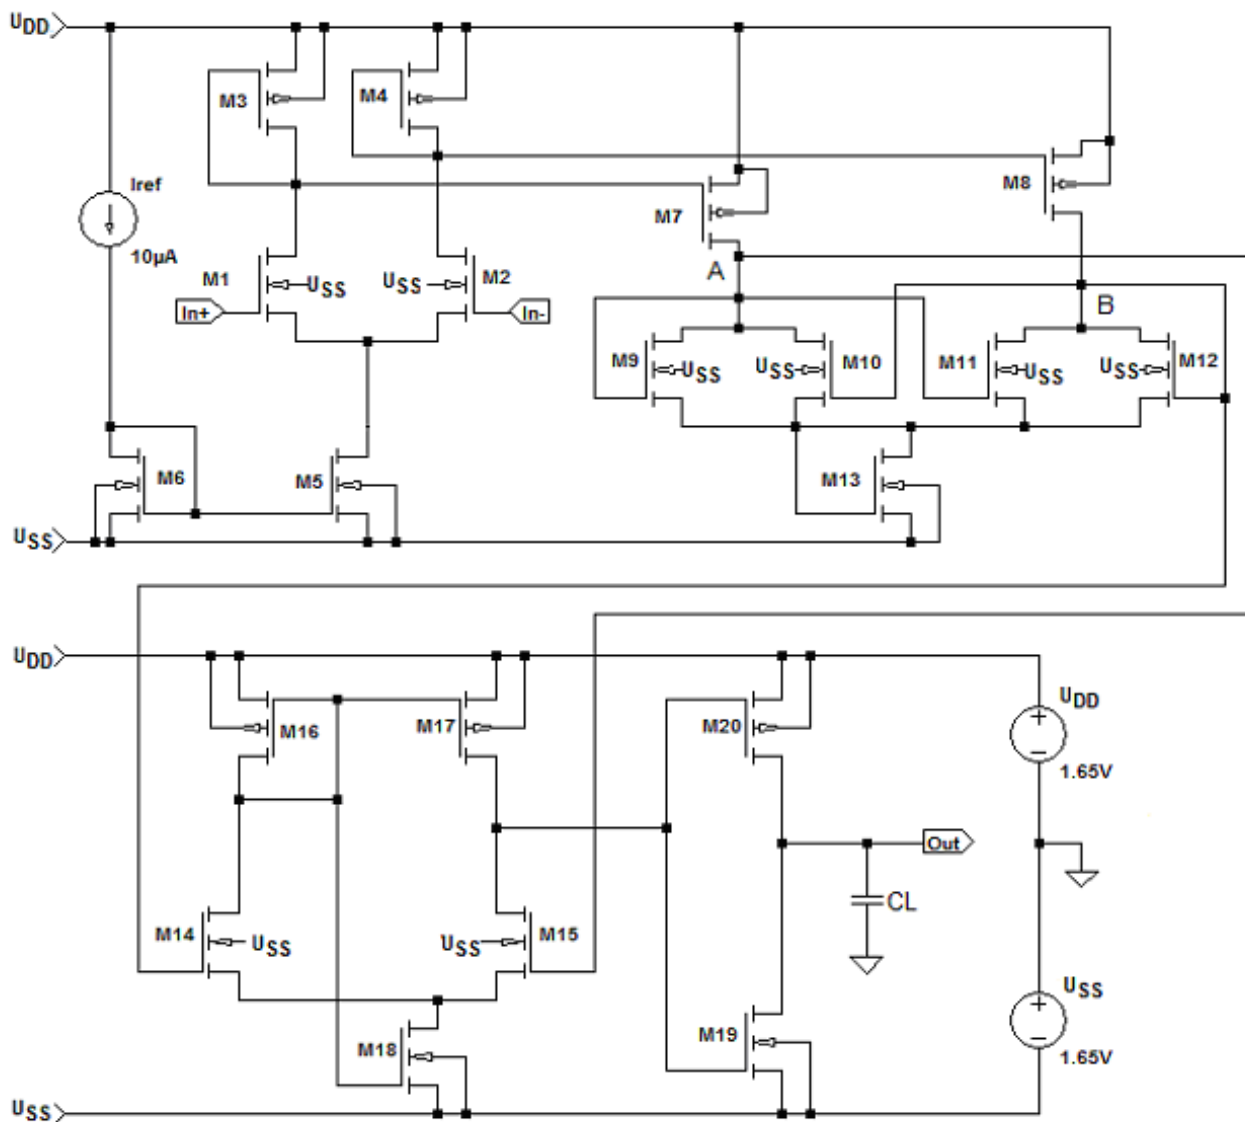 UDD
M3
M4
Iref
M8
M7
10µA
M1
USS
USS
M2
A
In+
In-
B
M9
USS
USS
M10
M11
USS
USS
M12
M6
M5
M13
USS
UDD
M16
M17
M20
UDD
1.65V
Out
CL
M14
USS
USS
M15
USS
M19
M18
1.65V
USS